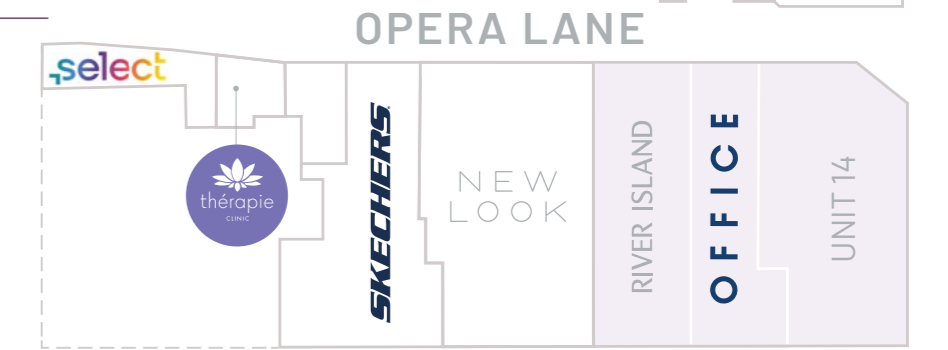 OPERA LANE
select
thérapie
CLINIC
SKECHERS
NEW
LOOK
RIVER ISLAND
OFFICE
UNIT 14